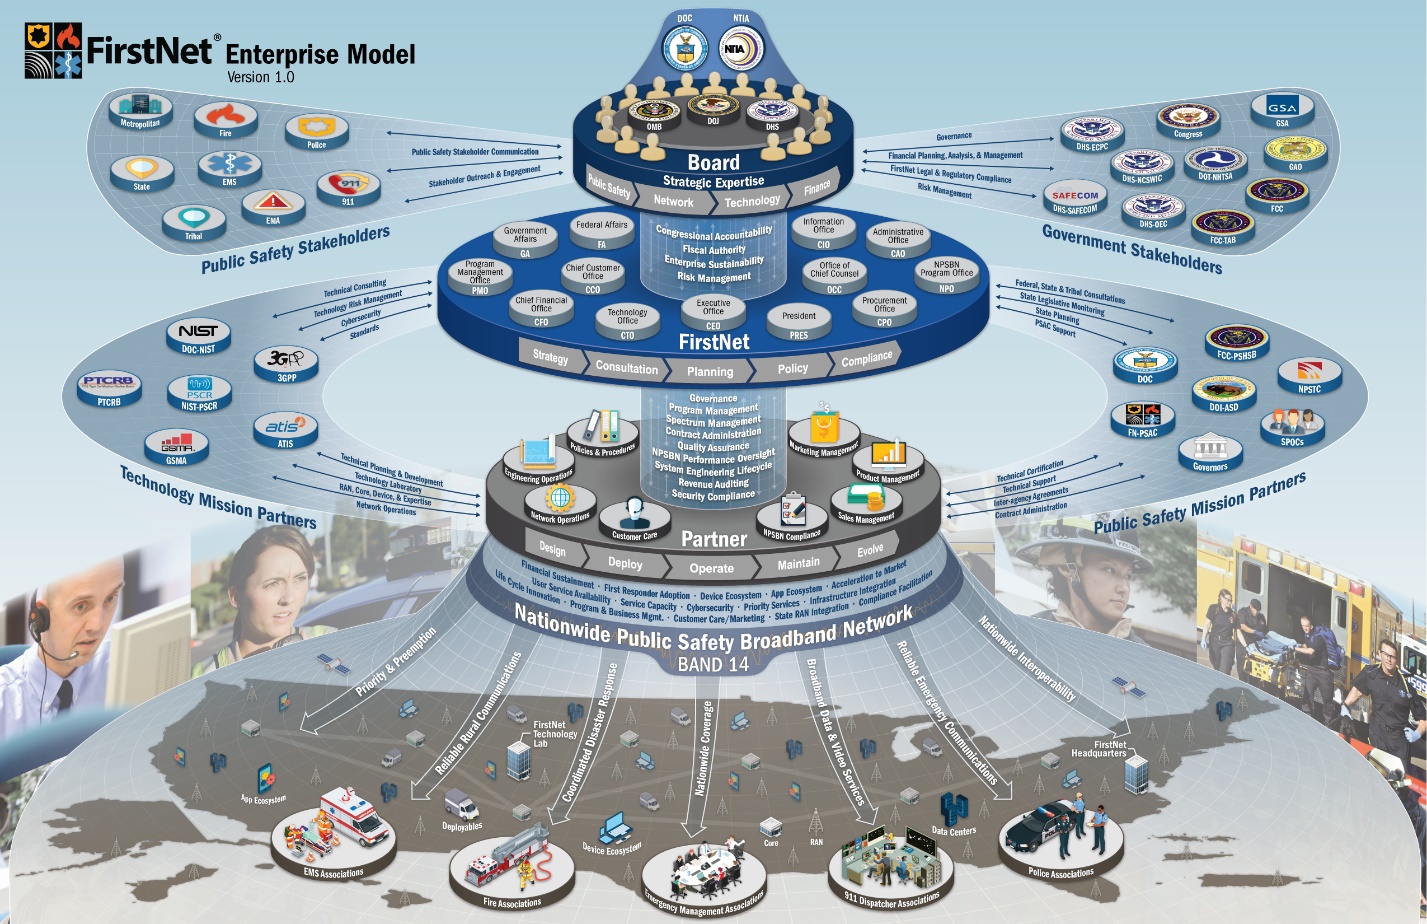 FirstNet® Enterprise Model
Version 1.0
DOC
NTIA
NTIA
OMB
DOJ
DHS
Board
Strategic Expertise
Public Safety
Network
Technology
Finance
Metropolitan
Fire
Police
State
EMS
911
911
Tribal
EMA
Public Safety Stakeholders
Public Safety Stakeholder Communication
Stakeholder Outreach & Engagement
Governance
Financial Planning, Analysis, & Management
FirstNet Legal & Regulatory Compliance
Risk Management
DHS-ECPC
Congress
GSA
GSA
DHS-NCSWIC
DOT-NHTSA
GAO
SAFECOM
DHS-SAFECOM
DHS-OEC
FCC
FCC-TAB
Government Stakeholders
Congressional Accountability
Fiscal Authority
Enterprise Sustainability
Risk Management
Government
Affairs
GA
Federal Affairs
FA
Information
Office
CIO
Administrative
Office
CAO
Program
Management
Office
PMO
Chief Customer
Office
CCO
Office of
Chief Counsel
OCC
NPSBN
Program Office
NPO
Chief Financial
Office
CFO
Technology
Office
CTO
Executive
Office
CEO
President
PRES
Procurement
Office
CPO
FirstNet
Strategy
Consultation
Planning
Policy
Compliance
Technical Consulting
Technology Risk Management
Cybersecurity
Standards
NIST
DOC-NIST
3GPP
3GPP
PTCRB
PTCRB
PSCR
NIST-PSCR
atis
ATIS
GSMA
GSMA
Technology Mission Partners
Technical Planning & Development
Technology Laboratory
RAN, Core, Device, & Expertise
Network Operations
Federal, State & Tribal Consultations
State Legislative Monitoring
State Planning
PSAC Support
FCC-PSHSB
DOC
NPSTC
DOI-ASD
FN-PSAC
SPOCs
Governors
Public Safety Mission Partners
Technical Certification
Technical Support
Inter-agency Agreements
Contract Administration
Governance
Program Management
Spectrum Management
Contract Administration
Quality Assurance
NPSBN Performance Oversight
System Engineering Lifecycle
Revenue Auditing
Security Compliance
Policies & Procedures
Marketing Management
Engineering Operations
Product Management
Network Operations
Sales Management
Customer Care
NPSBN Compliance
Partner
Design
Deploy
Operate
Maintain
Evolve
Financial Sustainment · First Responder Adoption · Device Ecosystem · App Ecosystem · Acceleration to Market
User Service Availability · Service Capacity · Cybersecurity · Priority Services · Infrastructure Integration
Life Cycle Innovation · Program & Business Mgmt. · Customer Care/Marketing · State RAN Integration · Compliance Facilitation
Nationwide Public Safety Broadband Network
BAND 14
Priority & Preemption
Reliable Rural Communications
Coordinated Disaster Response
Nationwide Coverage
Broadband Data & Video Services
Reliable Emergency Communications
Nationwide Interoperability
FirstNet
Technology
Lab
FirstNet
Headquarters
App Ecosystem
Deployables
Device Ecosystem
Core
RAN
Data Centers
EMS Associations
Fire Associations
Emergency Management Associations
911 Dispatcher Associations
Police Associations